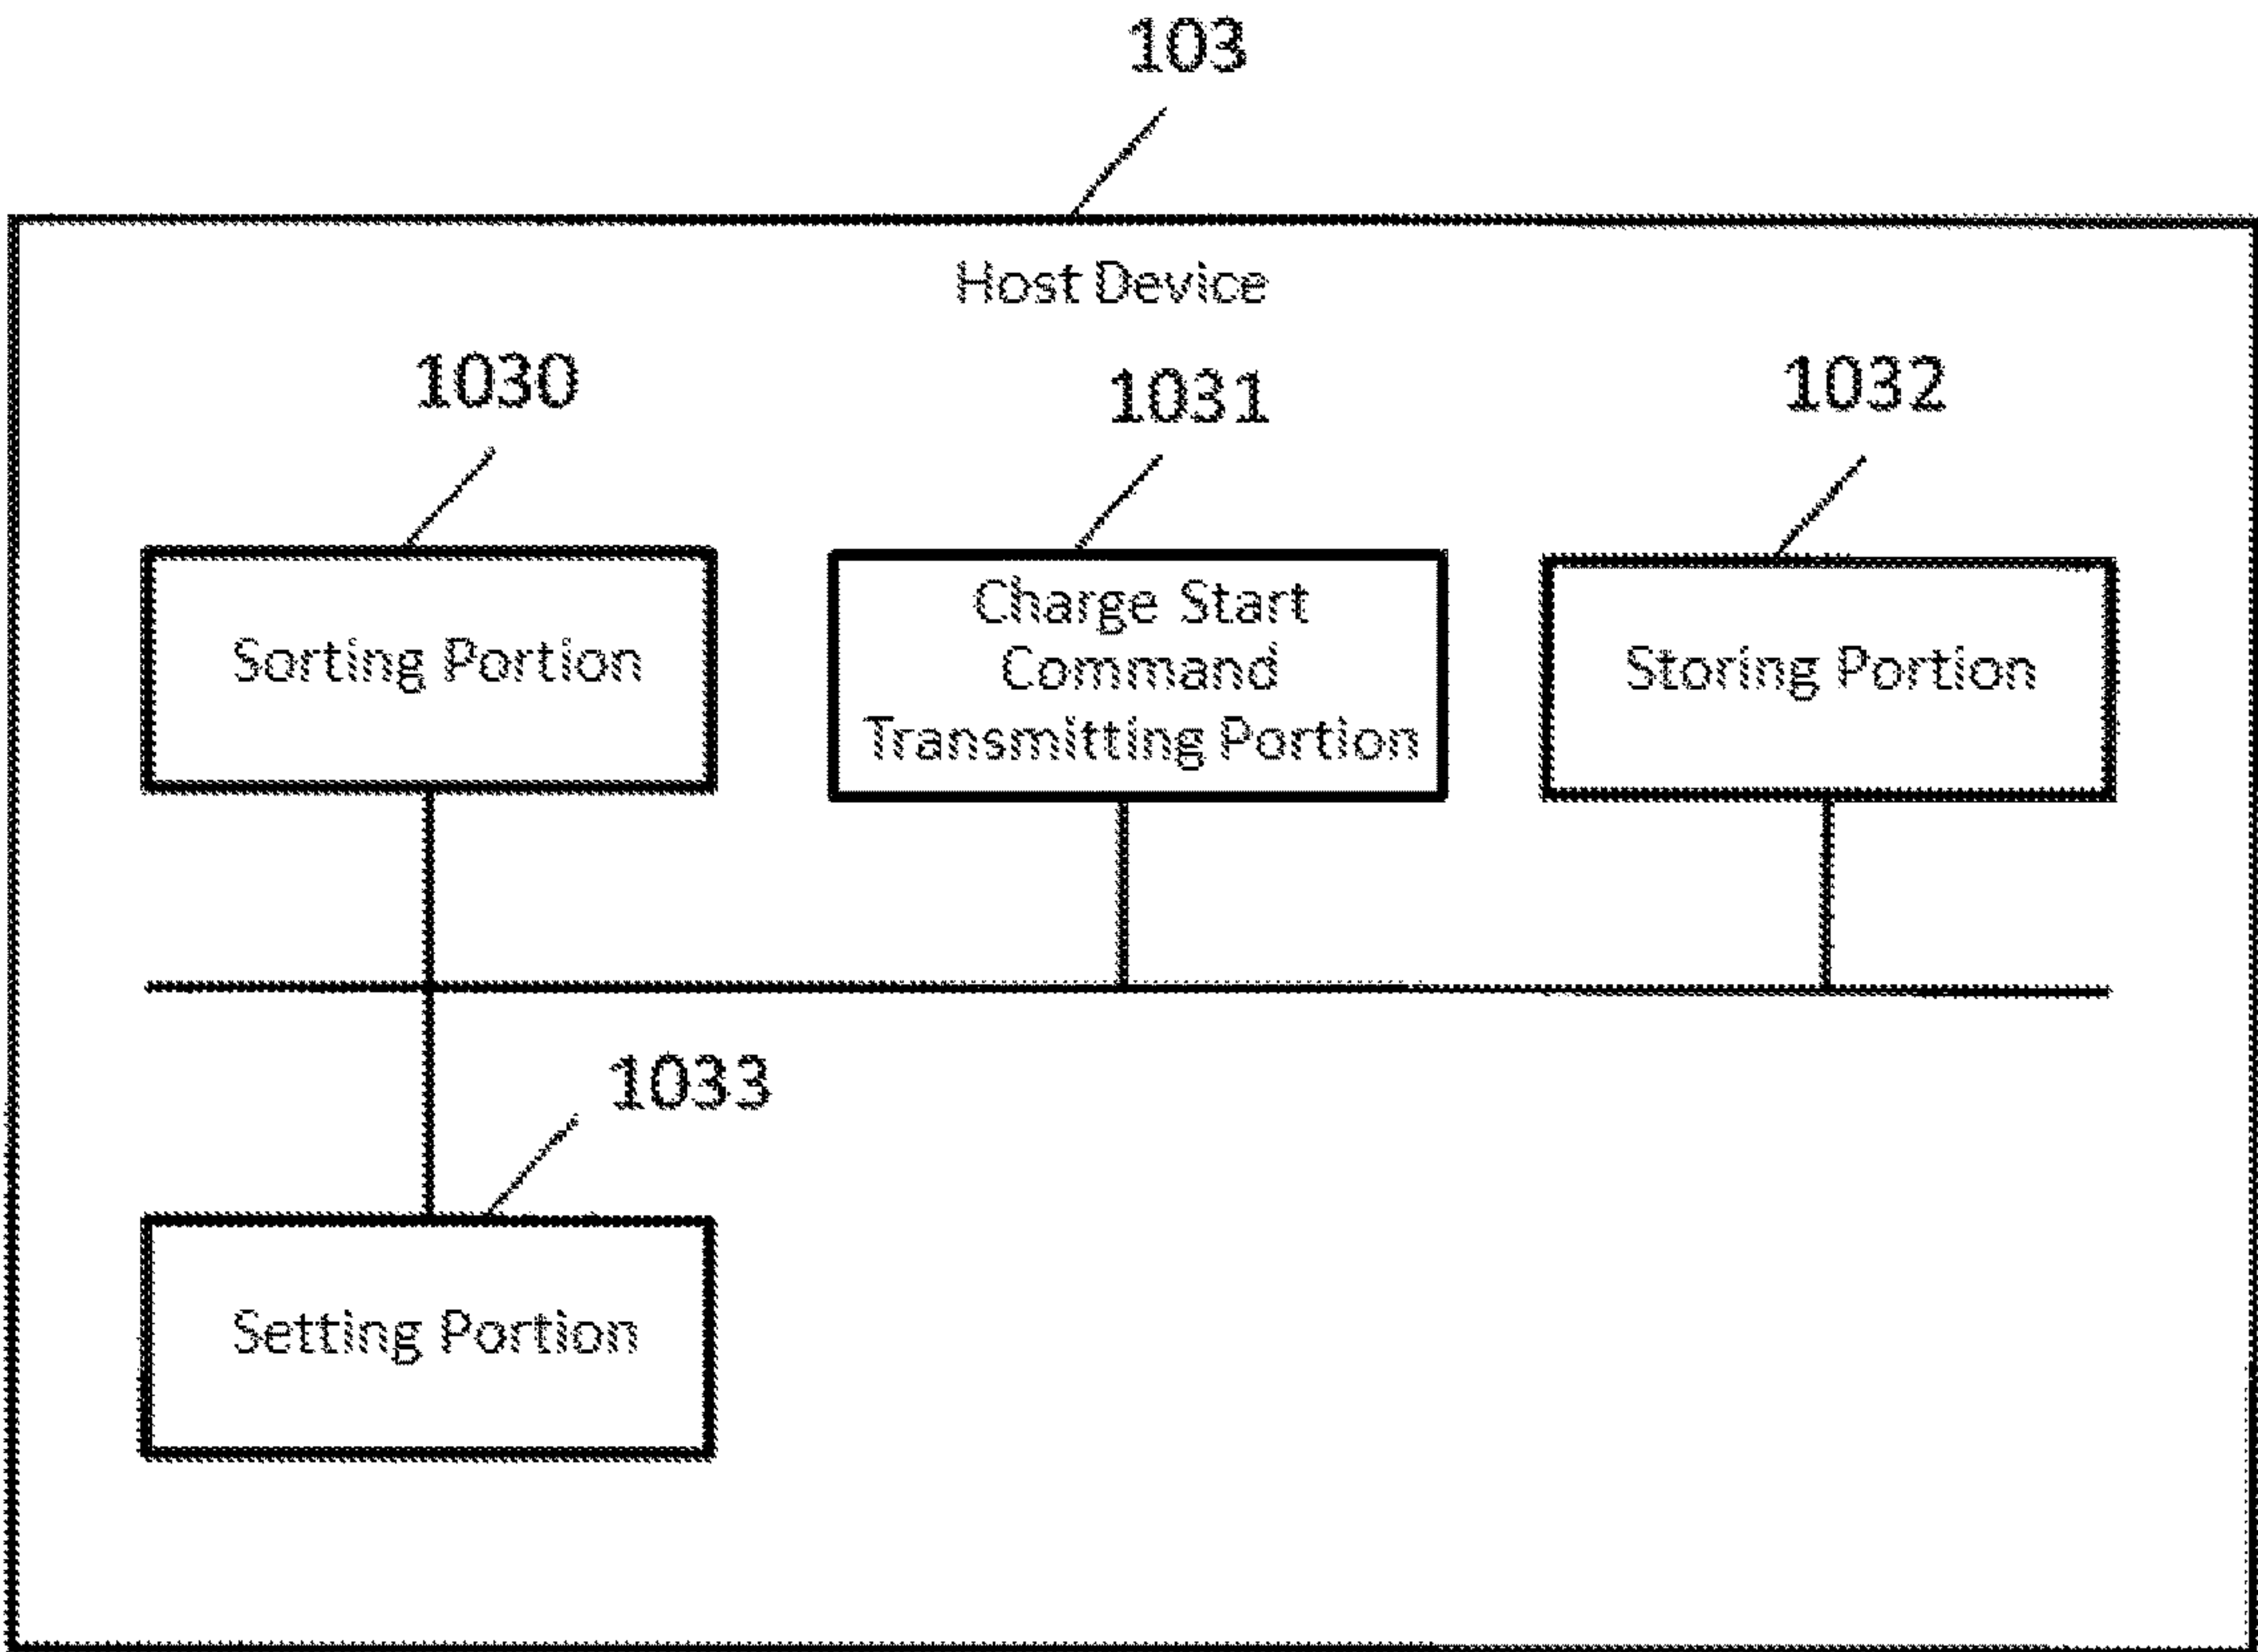 103
Host Device
1030
1031
1032
Sorting Portion
Charge Start
Command
Transmitting Portion
Storing Portion
1033
Setting Portion